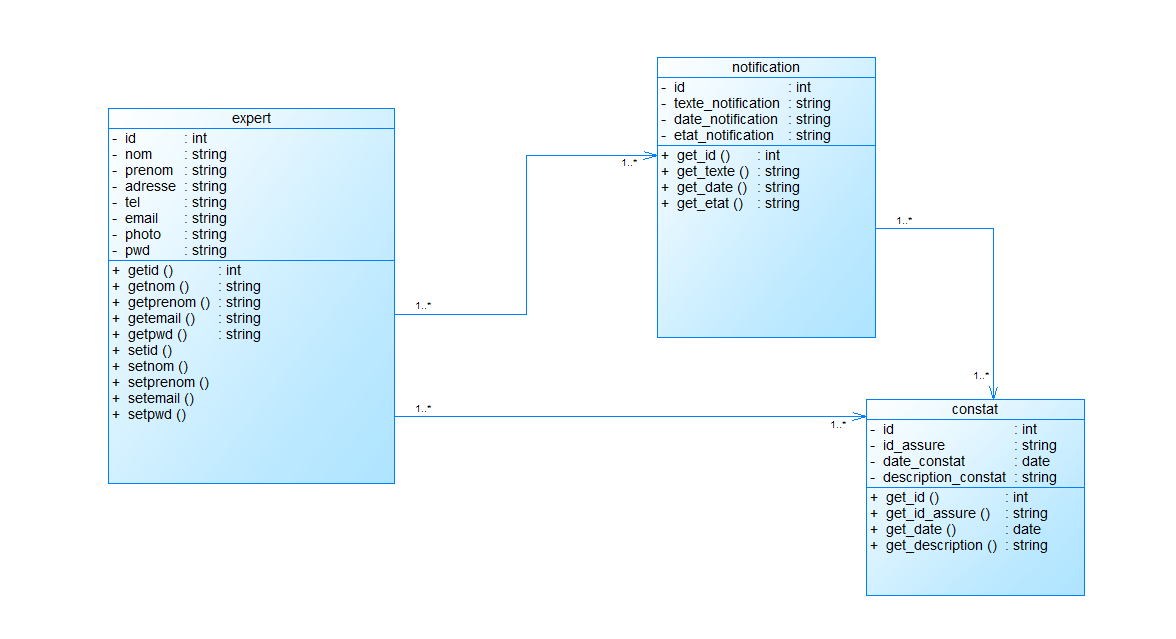 expert
- id : int
- nom : string
- prenom : string
- adresse : string
- tel : string
- email : string
- photo : string
- pwd : string
+ getid () : int
+ getnom () : string
+ getprenom () : string
+ getemail () : string
+ getpwd () : string
+ setid ()
+ setnom ()
+ setprenom ()
+ setemail ()
+ setpwd ()
1..*
1..*
1..*
notification
- id : int
- texte_notification : string
- date_notification : string
- etat_notification : string
+ get_id () : int
+ get_texte () : string
+ get_date () : string
+ get_etat () : string
1..*
1..*
1..*
constat
- id : int
- id_assure : string
- date_constat : date
- description_constat : string
+ get_id () : int
+ get_id_assure () : string
+ get_date () : date
+ get_description () : string